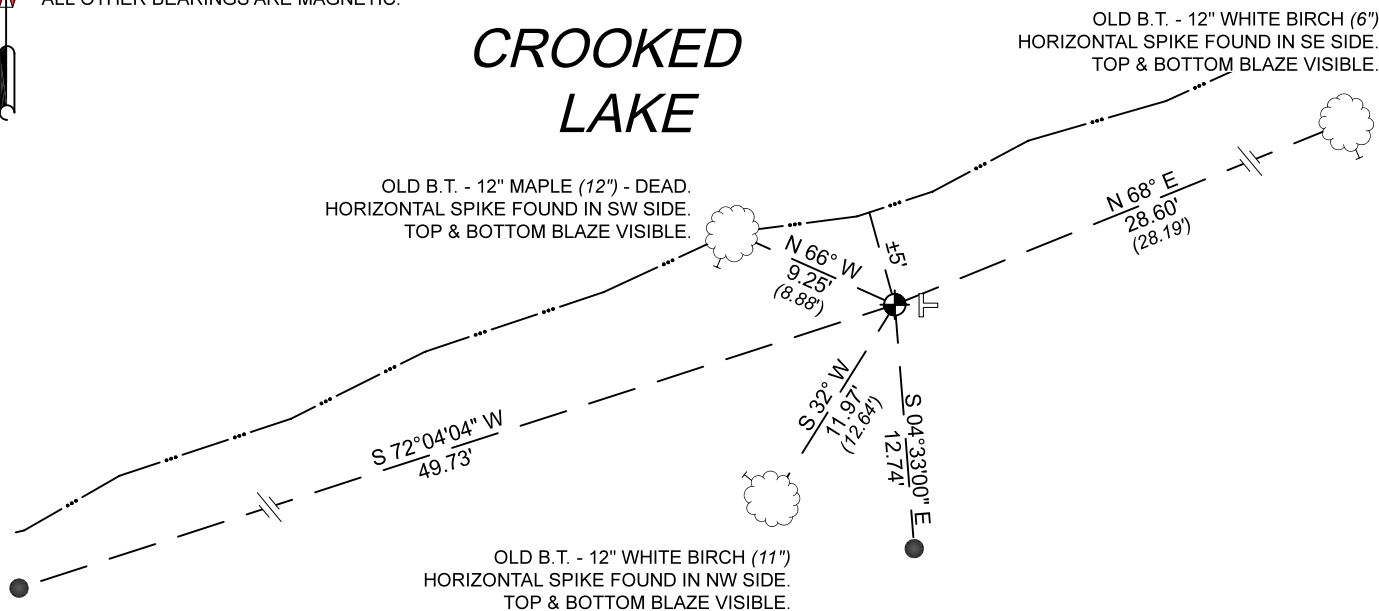 ALL OTHER BEARINGS ARE MAGNETIC.
CROOKED
LAKE
OLD B.T. - 12" WHITE BIRCH (6")
HORIZONTAL SPIKE FOUND IN SE SIDE.
TOP & BOTTOM BLAZE VISIBLE.
OLD B.T. - 12" MAPLE (12") - DEAD.
HORIZONTAL SPIKE FOUND IN SW SIDE.
TOP & BOTTOM BLAZE VISIBLE.
N 68° E
28.60'
(28.19')
±5'
N 66° W
9.25'
(8.88')
S 72°04'04" W
49.73'
S 32° W
11.97'
(12.64')
S 04°33'00" E
12.74'
OLD B.T. - 12" WHITE BIRCH (11")
HORIZONTAL SPIKE FOUND IN NW SIDE.
TOP & BOTTOM BLAZE VISIBLE.